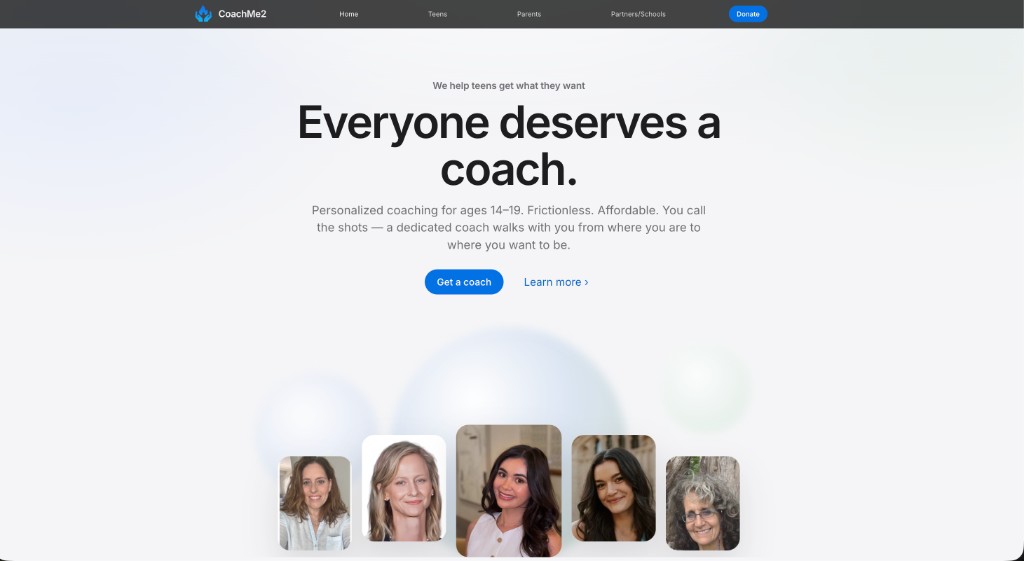 CoachMe2
Home
Teens
Parents
Partners/Schools
Donate
We help teens get what they want
Everyone deserves a
coach.
Personalized coaching for ages 14–19. Frictionless. Affordable. You call
the shots — a dedicated coach walks with you from where you are to
where you want to be.
Get a coach
Learn more ›